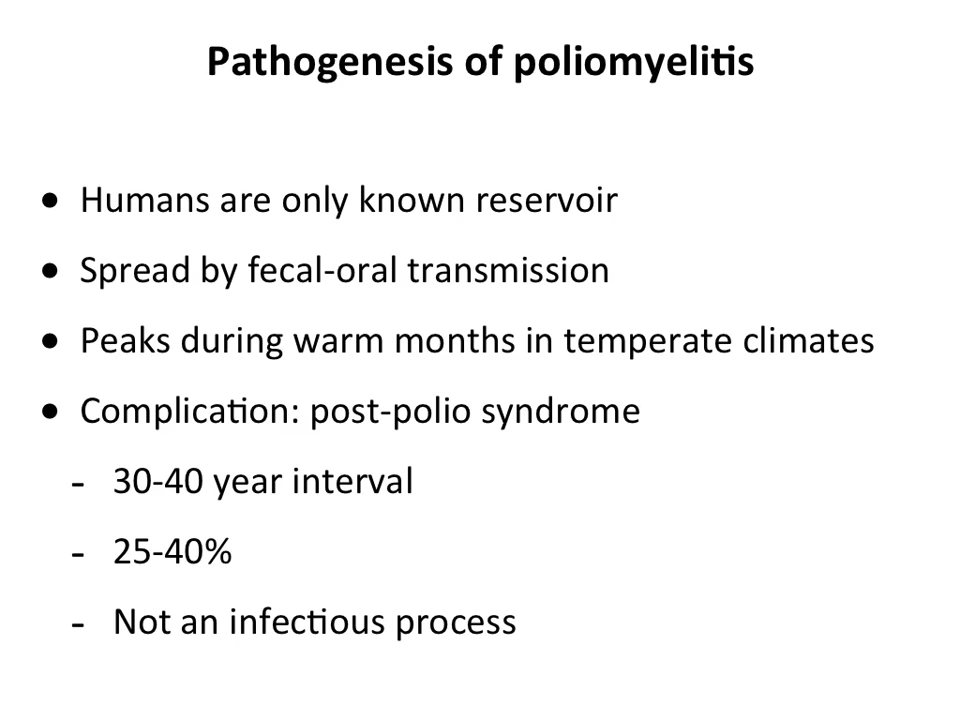 Pathogenesis of poliomyelitis
• Humans are only known reservoir
• Spread by fecal-oral transmission
• Peaks during warm months in temperate climates
• Complication: post-polio syndrome
- 30-40 year interval
- 25-40%
- Not an infectious process